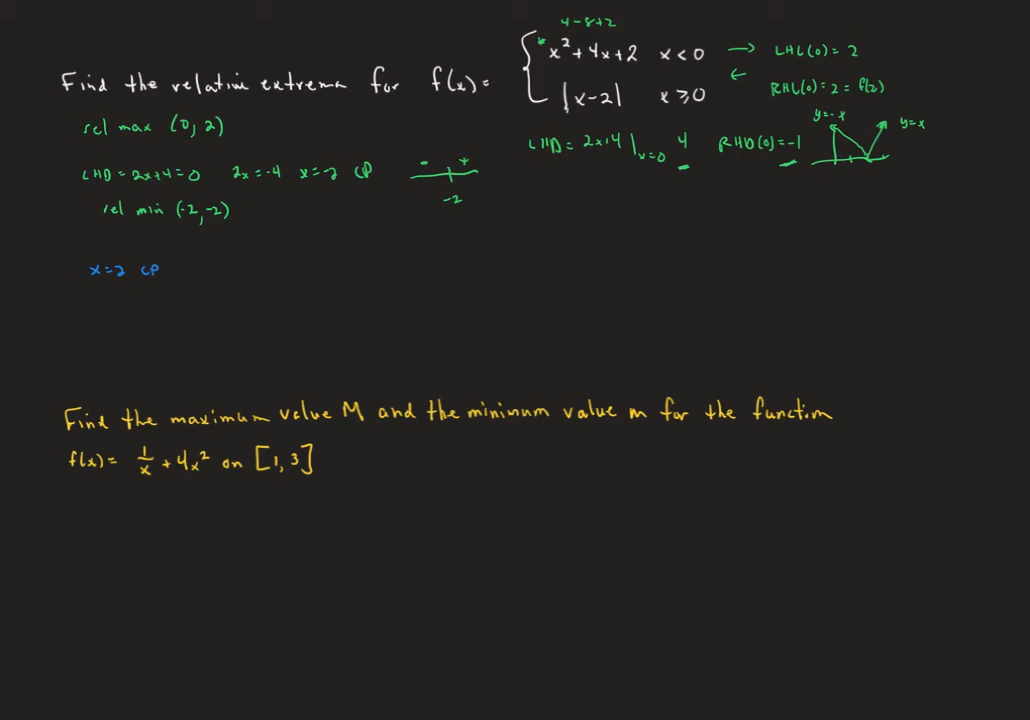 4-8+2
Find the relative extrema for f(x) = { x² + 4x + 2 x < 0 → LHL(0) = 2
|x-2| x ≥ 0 ← RHL(0) = 2 = f(2)
rel max (0, 2)
LHD = 2x+4 |x=0 4 RHD(0) = -1 y=-x y=x
LHD = 2x+4 = 0 2x = -4 x = -2 CP - + -2
rel min (-2, -2)
x = 2 CP
Find the maximum value M and the minimum value m for the function
f(x) = 1/x + 4x² on [1, 3]